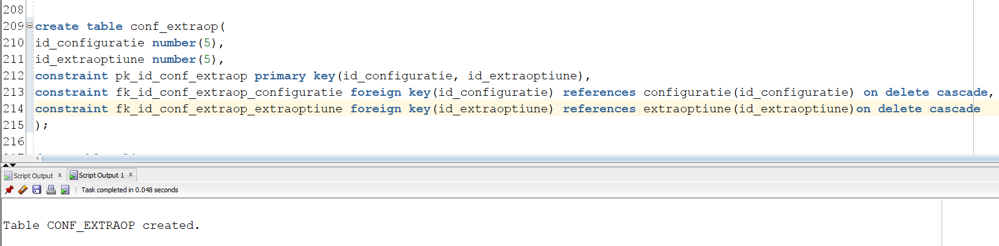 208
209 create table conf_extraop(
210 id_configuratie number(5),
211 id_extraoptiune number(5),
212 constraint pk_id_conf_extraop primary key(id_configuratie, id_extraoptiune),
213 constraint fk_id_conf_extraop_configuratie foreign key(id_configuratie) references configuratie(id_configuratie) on delete cascade,
214 constraint fk_id_conf_extraop_extraoptiune foreign key(id_extraoptiune) references extraoptiune(id_extraoptiune)on delete cascade
215 );
216
Script Output x Script Output 1 x
Task completed in 0.048 seconds
Table CONF_EXTRAOP created.